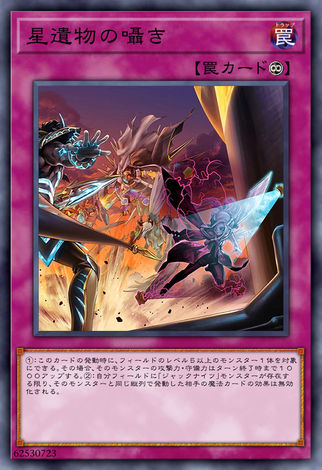 星遺物の囁き
トラップ
罠
【罠カード】
①:このカードの発動時に、フィールドのレベル5以上のモンスター1体を対象
にできる。その場合、そのモンスターの攻撃力・守備力はターン終了時まで10
00アップする。②:自分フィールドに「ジャックナイツ」モンスターが存在す
る限り、そのモンスターと同じ縦列で発動した相手の魔法カードの効果は無効
化される。
62530723